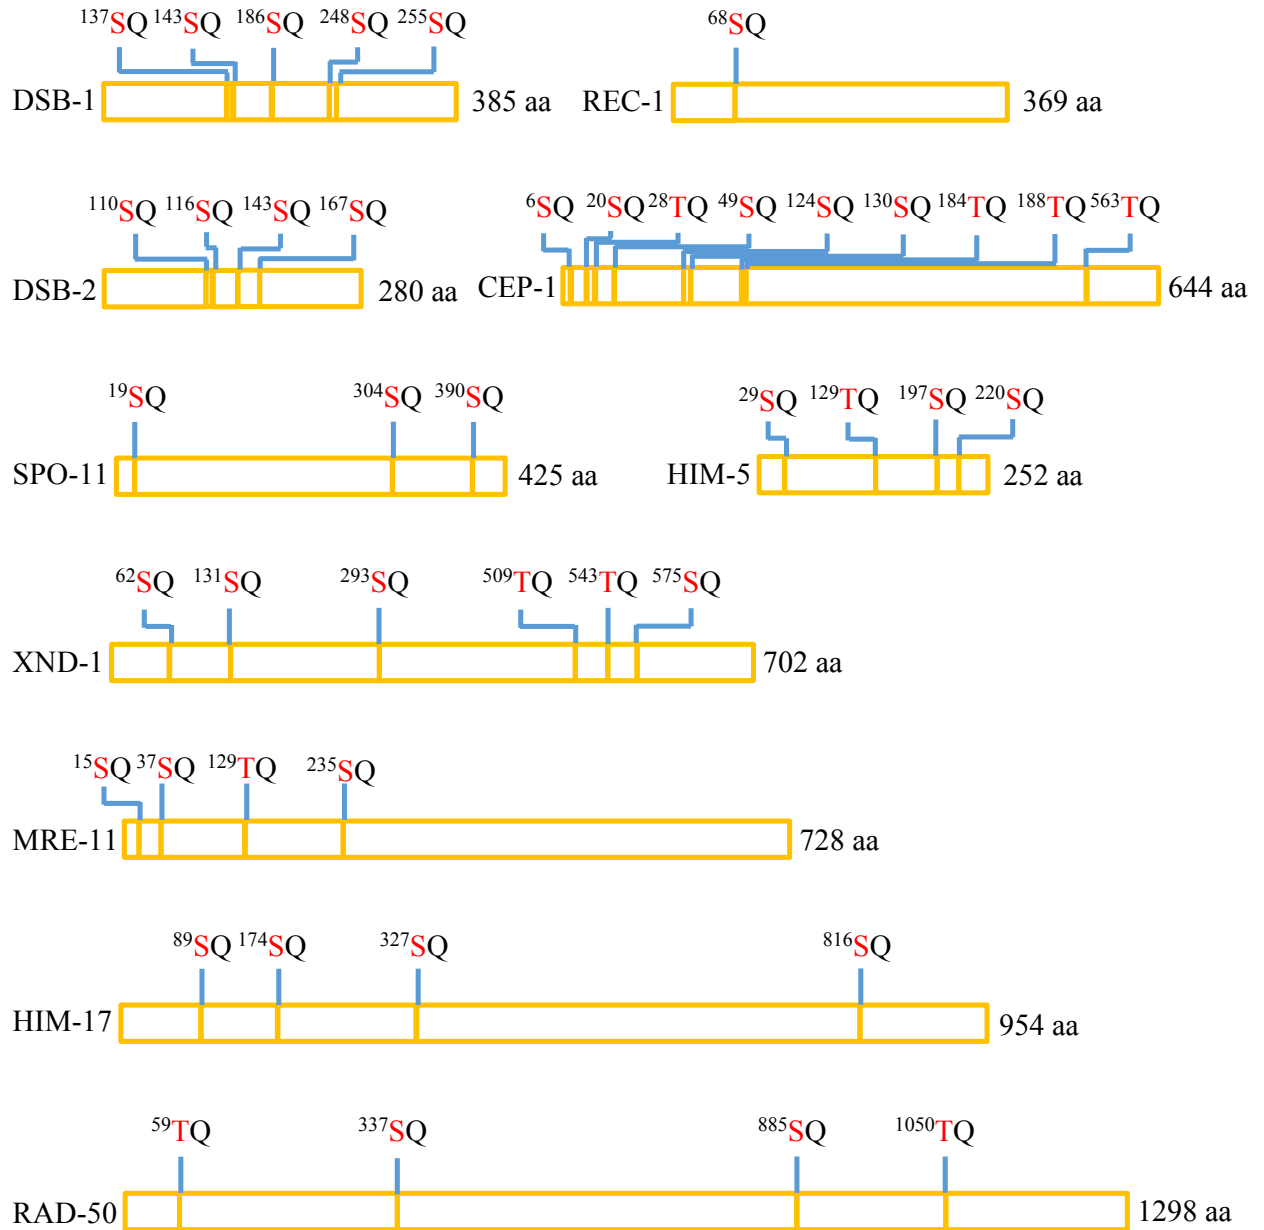 ¹³⁷SQ ¹⁴³SQ ¹⁸⁶SQ ²⁴⁸SQ ²⁵⁵SQ
DSB-1 385 aa
⁶⁸SQ
REC-1 369 aa
¹¹⁰SQ ¹¹⁶SQ ¹⁴³SQ ¹⁶⁷SQ
DSB-2 280 aa
⁶SQ ²⁰SQ ²⁸TQ ⁴⁹SQ ¹²⁴SQ ¹³⁰SQ ¹⁸⁴TQ ¹⁸⁸TQ ⁵⁶³TQ
CEP-1 644 aa
¹⁹SQ ³⁰⁴SQ ³⁹⁰SQ
SPO-11 425 aa
²⁹SQ ¹²⁹TQ ¹⁹⁷SQ ²²⁰SQ
HIM-5 252 aa
⁶²SQ ¹³¹SQ ²⁹³SQ ⁵⁰⁹TQ ⁵⁴³TQ ⁵⁷⁵SQ
XND-1 702 aa
¹⁵SQ ³⁷SQ ¹²⁹TQ ²³⁵SQ
MRE-11 728 aa
⁸⁹SQ ¹⁷⁴SQ ³²⁷SQ ⁸¹⁶SQ
HIM-17 954 aa
⁵⁹TQ ³³⁷SQ ⁸⁸⁵SQ ¹⁰⁵⁰TQ
RAD-50 1298 aa